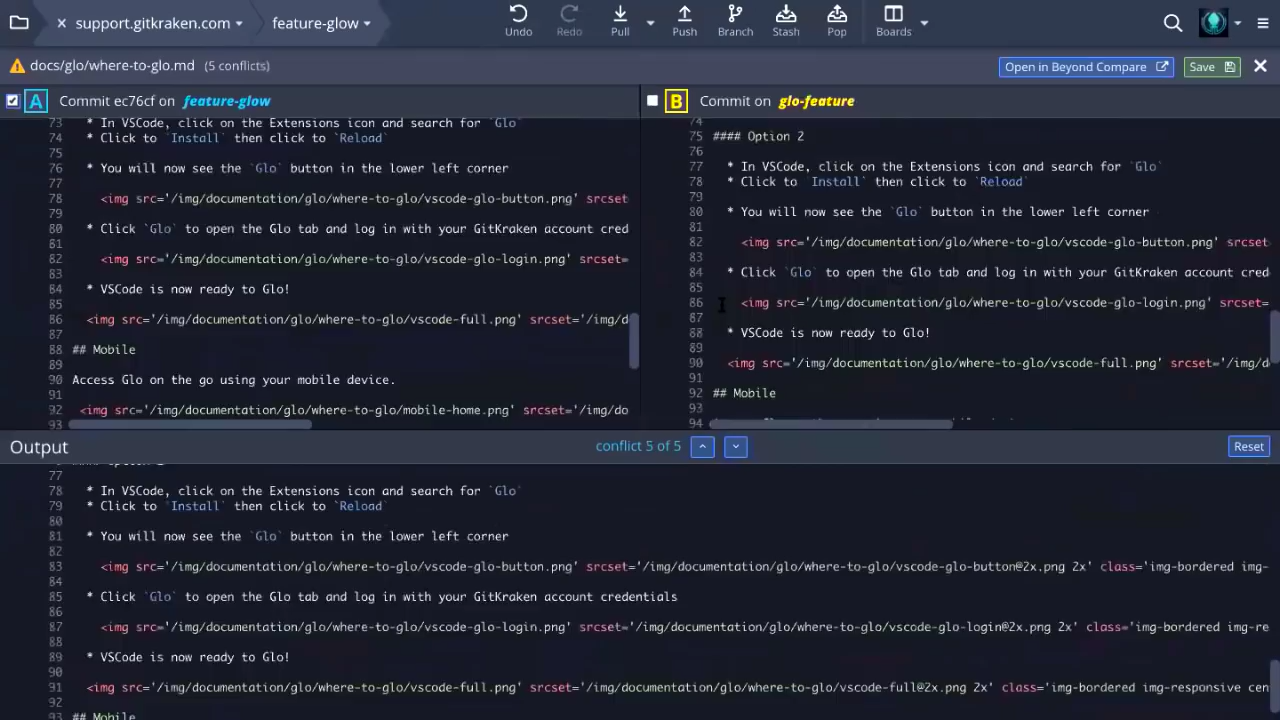 support.gitkraken.com
feature-glow
Undo
Redo
Pull
Push
Branch
Stash
Pop
Boards
docs/glo/where-to-glo.md (5 conflicts)
Open in Beyond Compare
Save
A Commit ec76cf on feature-glow
73 * In VSCode, click on the Extensions icon and search for `Glo`
74 * Click to `Install` then click to `Reload`
75
76 * You will now see the `Glo` button in the lower left corner
77
78 <img src='/img/documentation/glo/where-to-glo/vscode-glo-button.png' srcset
79
80 * Click `Glo` to open the Glo tab and log in with your GitKraken account cred
81
82 <img src='/img/documentation/glo/where-to-glo/vscode-glo-login.png' srcset=
83
84 * VSCode is now ready to Glo!
85
86 <img src='/img/documentation/glo/where-to-glo/vscode-full.png' srcset='/img/d
87
88 ## Mobile
89
90 Access Glo on the go using your mobile device.
91
92 <img src='/img/documentation/glo/where-to-glo/mobile-home.png' srcset='/img/do
93
B Commit on glo-feature
74
75 #### Option 2
76
77 * In VSCode, click on the Extensions icon and search for `Glo`
78 * Click to `Install` then click to `Reload`
79
80 * You will now see the `Glo` button in the lower left corner
81
82 <img src='/img/documentation/glo/where-to-glo/vscode-glo-button.png' srcset
83
84 * Click `Glo` to open the Glo tab and log in with your GitKraken account cred
85
86 <img src='/img/documentation/glo/where-to-glo/vscode-glo-login.png' srcset=
87
88 * VSCode is now ready to Glo!
89
90 <img src='/img/documentation/glo/where-to-glo/vscode-full.png' srcset='/img/d
91
92 ## Mobile
93
94
Output
conflict 5 of 5
Reset
77
78 * In VSCode, click on the Extensions icon and search for `Glo`
79 * Click to `Install` then click to `Reload`
80
81 * You will now see the `Glo` button in the lower left corner
82
83 <img src='/img/documentation/glo/where-to-glo/vscode-glo-button.png' srcset='/img/documentation/glo/where-to-glo/vscode-glo-button@2x.png 2x' class='img-bordered img-
84
85 * Click `Glo` to open the Glo tab and log in with your GitKraken account credentials
86
87 <img src='/img/documentation/glo/where-to-glo/vscode-glo-login.png' srcset='/img/documentation/glo/where-to-glo/vscode-glo-login@2x.png 2x' class='img-bordered img-re
88
89 * VSCode is now ready to Glo!
90
91 <img src='/img/documentation/glo/where-to-glo/vscode-full.png' srcset='/img/documentation/glo/where-to-glo/vscode-full@2x.png 2x' class='img-bordered img-responsive cen
92
93 ## Mobile